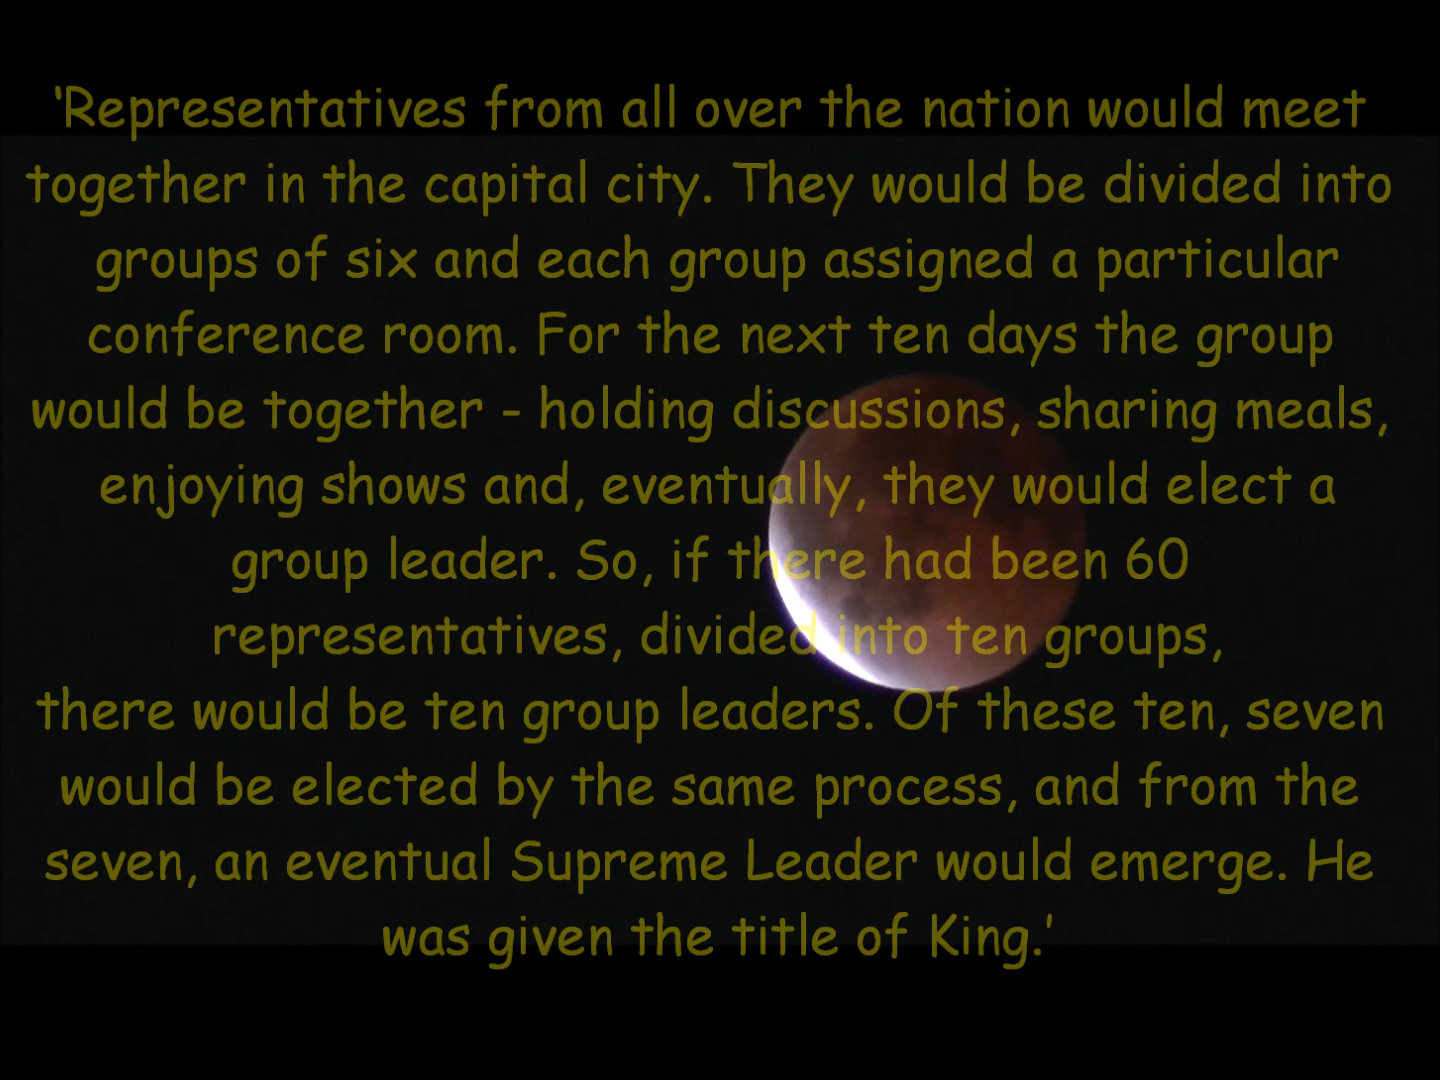 ‘Representatives from all over the nation would meet
together in the capital city. They would be divided into
groups of six and each group assigned a particular
conference room. For the next ten days the group
would be together - holding discussions, sharing meals,
enjoying shows and, eventually, they would elect a
group leader. So, if there had been 60
representatives, divided into ten groups,
there would be ten group leaders. Of these ten, seven
would be elected by the same process, and from the
seven, an eventual Supreme Leader would emerge. He
was given the title of King.’